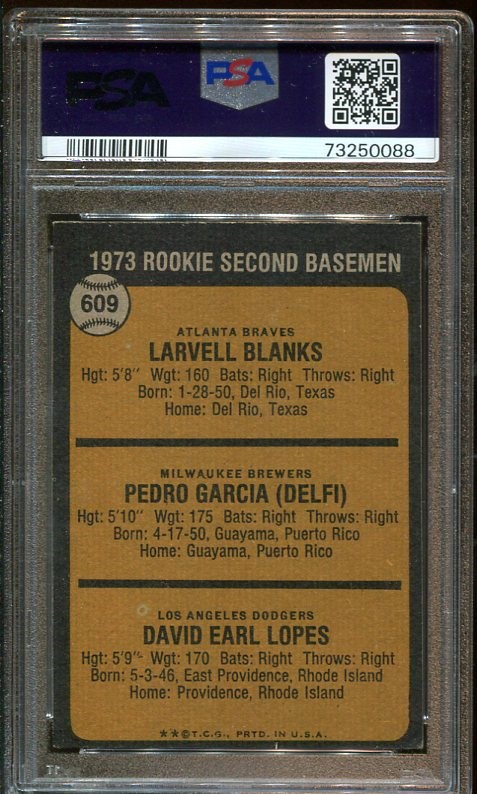 PSA
PSA
73250088
1973 ROOKIE SECOND BASEMEN
609
ATLANTA BRAVES
LARVELL BLANKS
Hgt: 5'8" Wgt: 160 Bats: Right Throws: Right
Born: 1-28-50, Del Rio, Texas
Home: Del Rio, Texas
MILWAUKEE BREWERS
PEDRO GARCIA (DELFI)
Hgt: 5'10" Wgt: 175 Bats: Right Throws: Right
Born: 4-17-50, Guayama, Puerto Rico
Home: Guayama, Puerto Rico
LOS ANGELES DODGERS
DAVID EARL LOPES
Hgt: 5'9" Wgt: 170 Bats: Right Throws: Right
Born: 5-3-46, East Providence, Rhode Island
Home: Providence, Rhode Island
★★©T.C.G., PRTD. IN U.S.A.